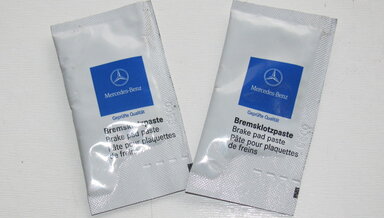 Mercedes-Benz
Geprüfte Qualität
Bremsklotzpaste
Brake pad paste
Pâte pour plaquettes
de freins
Mercedes-Benz
Geprüfte Qualität
Bremsklotzpaste
Brake pad paste
Pâte pour plaquettes
de freins